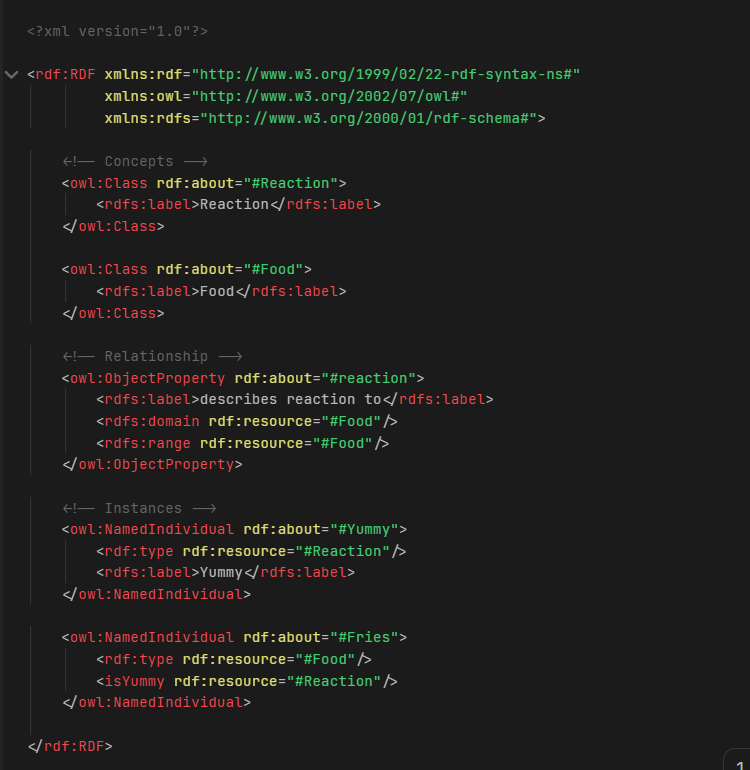 <?xml version="1.0"?>
<rdf:RDF xmlns:rdf="http://www.w3.org/1999/02/22-rdf-syntax-ns#"
xmlns:owl="http://www.w3.org/2002/07/owl#"
xmlns:rdfs="http://www.w3.org/2000/01/rdf-schema#">
<!-- Concepts -->
<owl:Class rdf:about="#Reaction">
<rdfs:label>Reaction</rdfs:label>
</owl:Class>
<owl:Class rdf:about="#Food">
<rdfs:label>Food</rdfs:label>
</owl:Class>
<!-- Relationship -->
<owl:ObjectProperty rdf:about="#reaction">
<rdfs:label>describes reaction to</rdfs:label>
<rdfs:domain rdf:resource="#Food"/>
<rdfs:range rdf:resource="#Food"/>
</owl:ObjectProperty>
<!-- Instances -->
<owl:NamedIndividual rdf:about="#Yummy">
<rdf:type rdf:resource="#Reaction"/>
<rdfs:label>Yummy</rdfs:label>
</owl:NamedIndividual>
<owl:NamedIndividual rdf:about="#Fries">
<rdf:type rdf:resource="#Food"/>
<isYummy rdf:resource="#Reaction"/>
</owl:NamedIndividual>
</rdf:RDF>